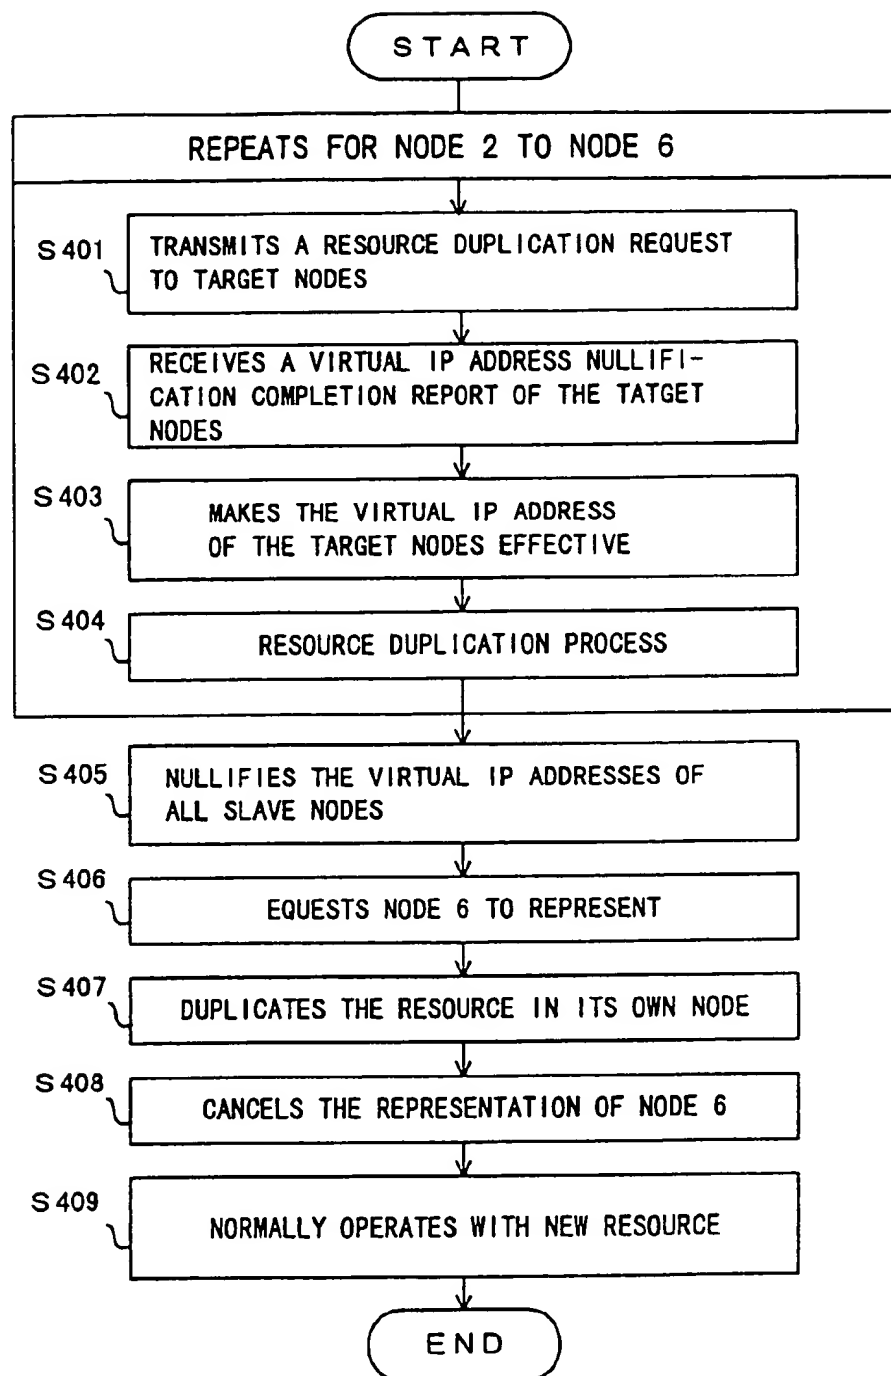 START
REPEATS FOR NODE 2 TO NODE 6
S401
TRANSMITS A RESOURCE DUPLICATION REQUEST
TO TARGET NODES
S402
RECEIVES A VIRTUAL IP ADDRESS NULLIFI-
CATION COMPLETION REPORT OF THE TATGET
NODES
S403
MAKES THE VIRTUAL IP ADDRESS
OF THE TARGET NODES EFFECTIVE
S404
RESOURCE DUPLICATION PROCESS
S405
NULLIFIES THE VIRTUAL IP ADDRESSES OF
ALL SLAVE NODES
S406
EQUESTS NODE 6 TO REPRESENT
S407
DUPLICATES THE RESOURCE IN ITS OWN NODE
S408
CANCELS THE REPRESENTATION OF NODE 6
S409
NORMALLY OPERATES WITH NEW RESOURCE
END